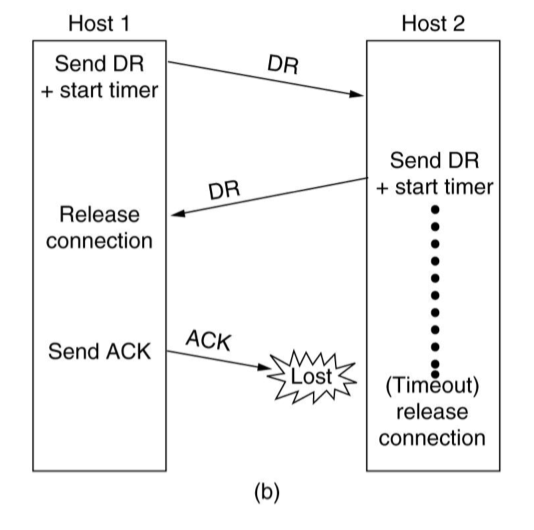 Host 1
Host 2
Send DR
+ start timer
DR
Send DR
+ start timer
DR
Release
connection
Send ACK
ACK
Lost
(Timeout)
release
connection
(b)